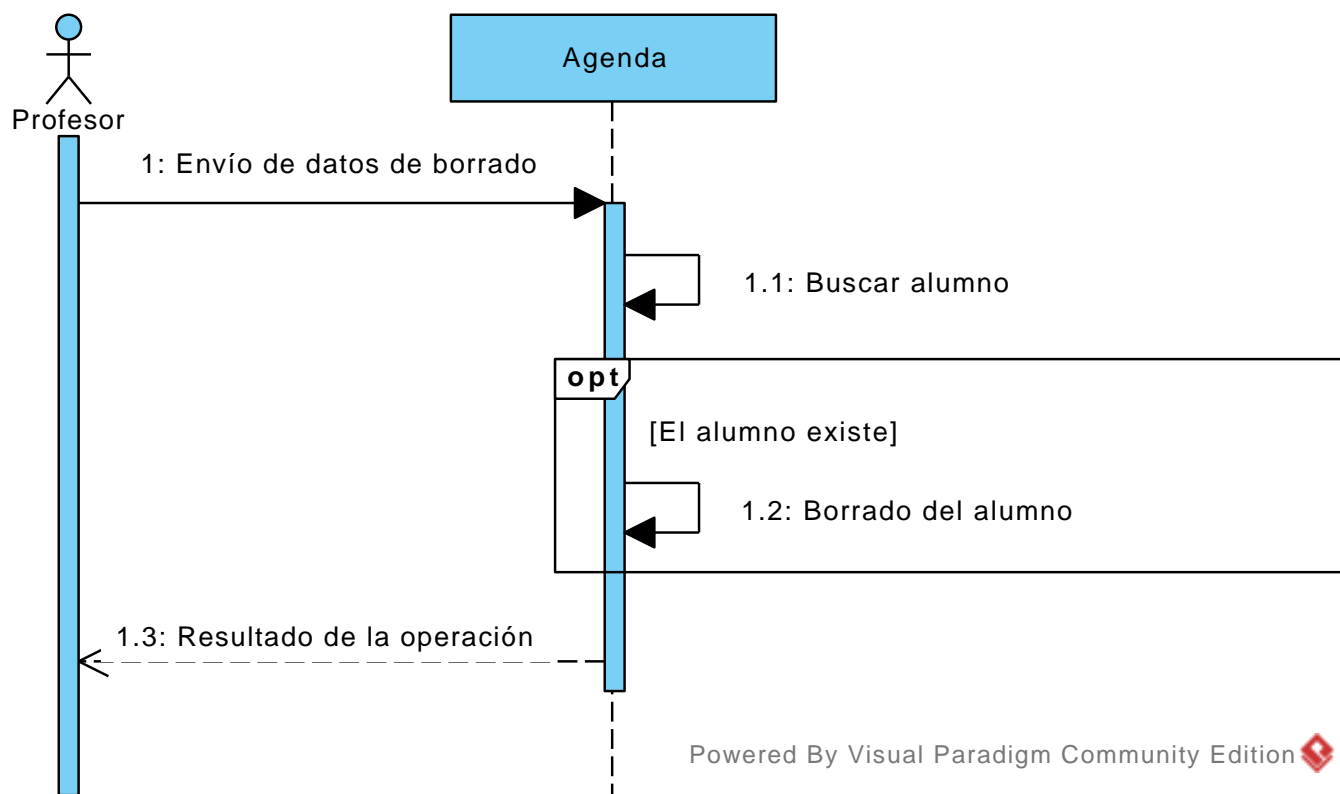 Agenda
Profesor
1: Envío de datos de borrado
1.1: Buscar alumno
opt
[El alumno existe]
1.2: Borrado del alumno
1.3: Resultado de la operación
Powered By Visual Paradigm Community Edition